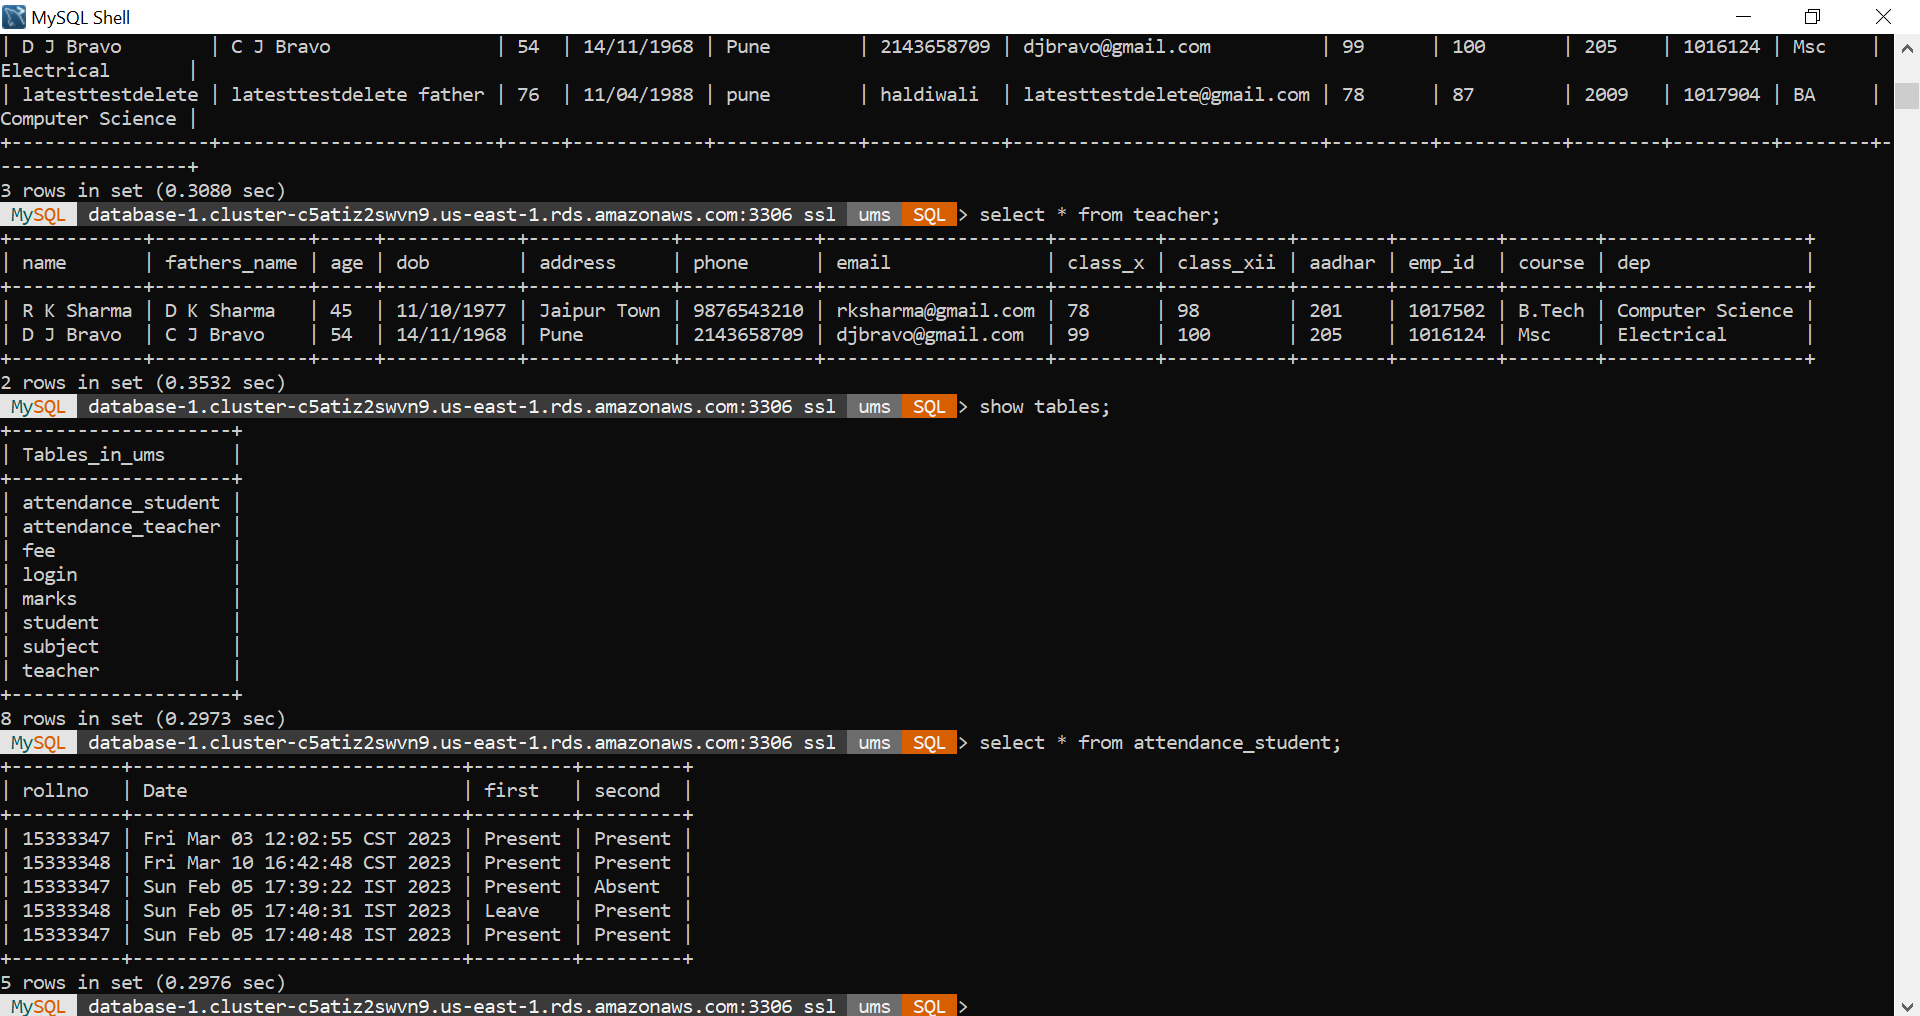 MySQL Shell
| D J Bravo        | C J Bravo               | 54  | 14/11/1968 | Pune        | 2143658709 | djbravo@gmail.com          | 99      | 100       | 205    | 1016124 | Msc    |
Electrical       |
| latesttestdelete | latesttestdelete father | 76  | 11/04/1988 | pune        | haldiwali  | latesttestdelete@gmail.com | 78      | 87        | 2009   | 1017904 | BA     |
Computer Science |
+------------------+-------------------------+-----+------------+-------------+------------+----------------------------+---------+-----------+--------+---------+--------+-
-----------------+
3 rows in set (0.3080 sec)
MySQL database-1.cluster-c5atiz2swvn9.us-east-1.rds.amazonaws.com:3306 ssl ums SQL > select * from teacher;
+------------+--------------+-----+------------+-------------+------------+--------------------+---------+-----------+--------+---------+--------+------------------+
| name       | fathers_name | age | dob        | address     | phone      | email              | class_x | class_xii | aadhar | emp_id  | course | dep              |
+------------+--------------+-----+------------+-------------+------------+--------------------+---------+-----------+--------+---------+--------+------------------+
| R K Sharma | D K Sharma   | 45  | 11/10/1977 | Jaipur Town | 9876543210 | rksharma@gmail.com | 78      | 98        | 201    | 1017502 | B.Tech | Computer Science |
| D J Bravo  | C J Bravo    | 54  | 14/11/1968 | Pune        | 2143658709 | djbravo@gmail.com  | 99      | 100       | 205    | 1016124 | Msc    | Electrical       |
+------------+--------------+-----+------------+-------------+------------+--------------------+---------+-----------+--------+---------+--------+------------------+
2 rows in set (0.3532 sec)
MySQL database-1.cluster-c5atiz2swvn9.us-east-1.rds.amazonaws.com:3306 ssl ums SQL > show tables;
+--------------------+
| Tables_in_ums      |
+--------------------+
| attendance_student |
| attendance_teacher |
| fee                |
| login              |
| marks              |
| student            |
| subject            |
| teacher            |
+--------------------+
8 rows in set (0.2973 sec)
MySQL database-1.cluster-c5atiz2swvn9.us-east-1.rds.amazonaws.com:3306 ssl ums SQL > select * from attendance_student;
+----------+------------------------------+---------+---------+
| rollno   | Date                         | first   | second  |
+----------+------------------------------+---------+---------+
| 15333347 | Fri Mar 03 12:02:55 CST 2023 | Present | Present |
| 15333348 | Fri Mar 10 16:42:48 CST 2023 | Present | Present |
| 15333347 | Sun Feb 05 17:39:22 IST 2023 | Present | Absent  |
| 15333348 | Sun Feb 05 17:40:31 IST 2023 | Leave   | Present |
| 15333347 | Sun Feb 05 17:40:48 IST 2023 | Present | Present |
+----------+------------------------------+---------+---------+
5 rows in set (0.2976 sec)
MySQL database-1.cluster-c5atiz2swvn9.us-east-1.rds.amazonaws.com:3306 ssl ums SQL >